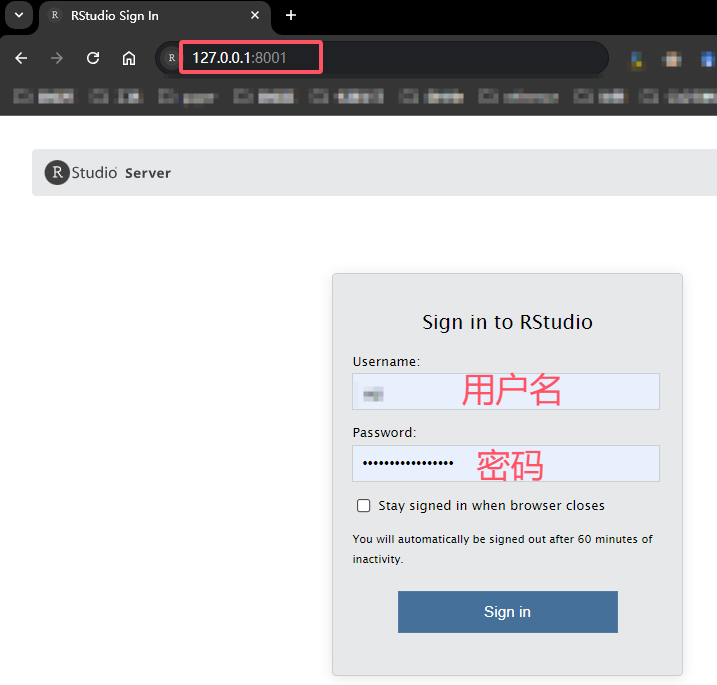 RStudio Sign In
127.0.0.1:8001
R Studio Server
Sign in to RStudio
Username:
用户名
Password:
•••••••••••••••••
密码
Stay signed in when browser closes
You will automatically be signed out after 60 minutes of
inactivity.
Sign in